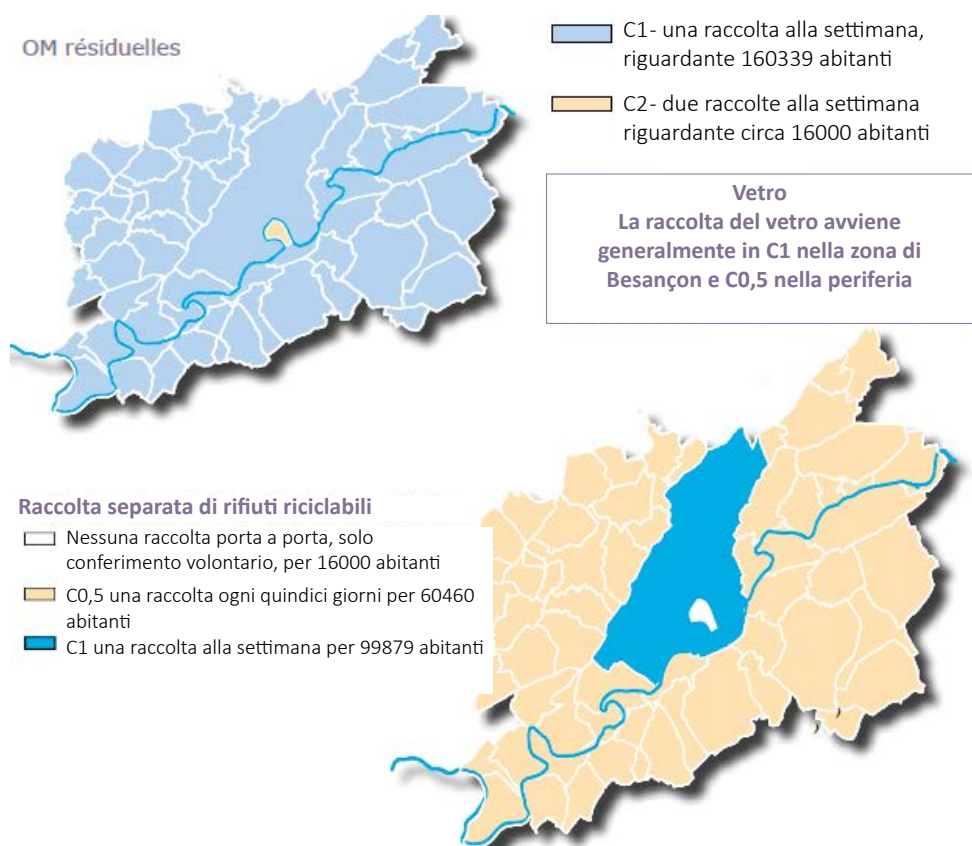 OM résiduelles
C1- una raccolta alla settimana,
riguardante 160339 abitanti
C2- due raccolte alla settimana
riguardante circa 16000 abitanti
Vetro
La raccolta del vetro avviene
generalmente in C1 nella zona di
Besançon e C0,5 nella periferia
Raccolta separata di rifiuti riciclabili
Nessuna raccolta porta a porta, solo
conferimento volontario, per 16000 abitanti
C0,5 una raccolta ogni quindici giorni per 60460
abitanti
C1 una raccolta alla settimana per 99879 abitanti